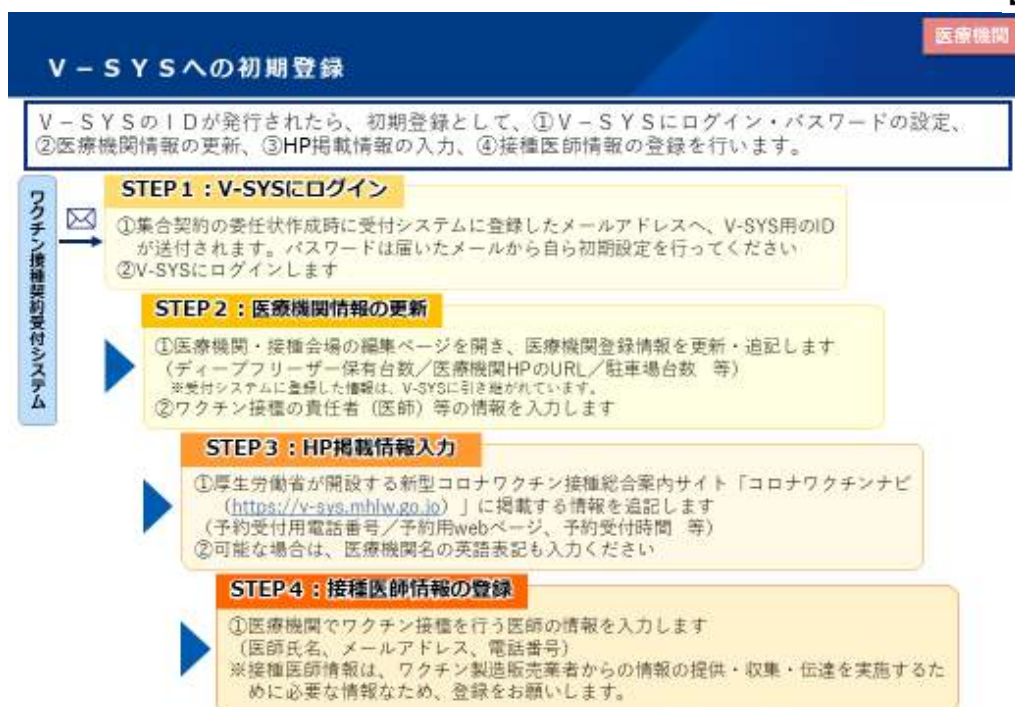 医療機関
V－SYSへの初期登録
V－SYSのIDが発行されたら、初期登録として、①V－SYSにログイン・パスワードの設定、
②医療機関情報の更新、③HP掲載情報の入力、④接種医師情報の登録を行います。
ワクチン接種契約受付システム
STEP1：V-SYSにログイン
①集合契約の委任状作成時に受付システムに登録したメールアドレスへ、V-SYS用のID
が送付されます。パスワードは届いたメールから自ら初期設定を行ってください
②V-SYSにログインします
STEP2：医療機関情報の更新
①医療機関・接種会場の編集ページを開き、医療機関登録情報を更新・追記します
（ディープフリーザー保有台数／医療機関HPのURL／駐車場台数　等）
※受付システムに登録した情報は、V-SYSに引き継がれています。
②ワクチン接種の責任者（医師）等の情報を入力します
STEP3：HP掲載情報入力
①厚生労働省が開設する新型コロナワクチン接種総合案内サイト「コロナワクチンナビ
（https://v-sys.mhlw.go.jp）」に掲載する情報を追記します
（予約受付用電話番号／予約用webページ、予約受付時間　等）
②可能な場合は、医療機関名の英語表記も入力ください
STEP4：接種医師情報の登録
①医療機関でワクチン接種を行う医師の情報を入力します
（医師氏名、メールアドレス、電話番号）
※接種医師情報は、ワクチン製造販売業者からの情報の提供・収集・伝達を実施するた
めに必要な情報なため、登録をお願いします。